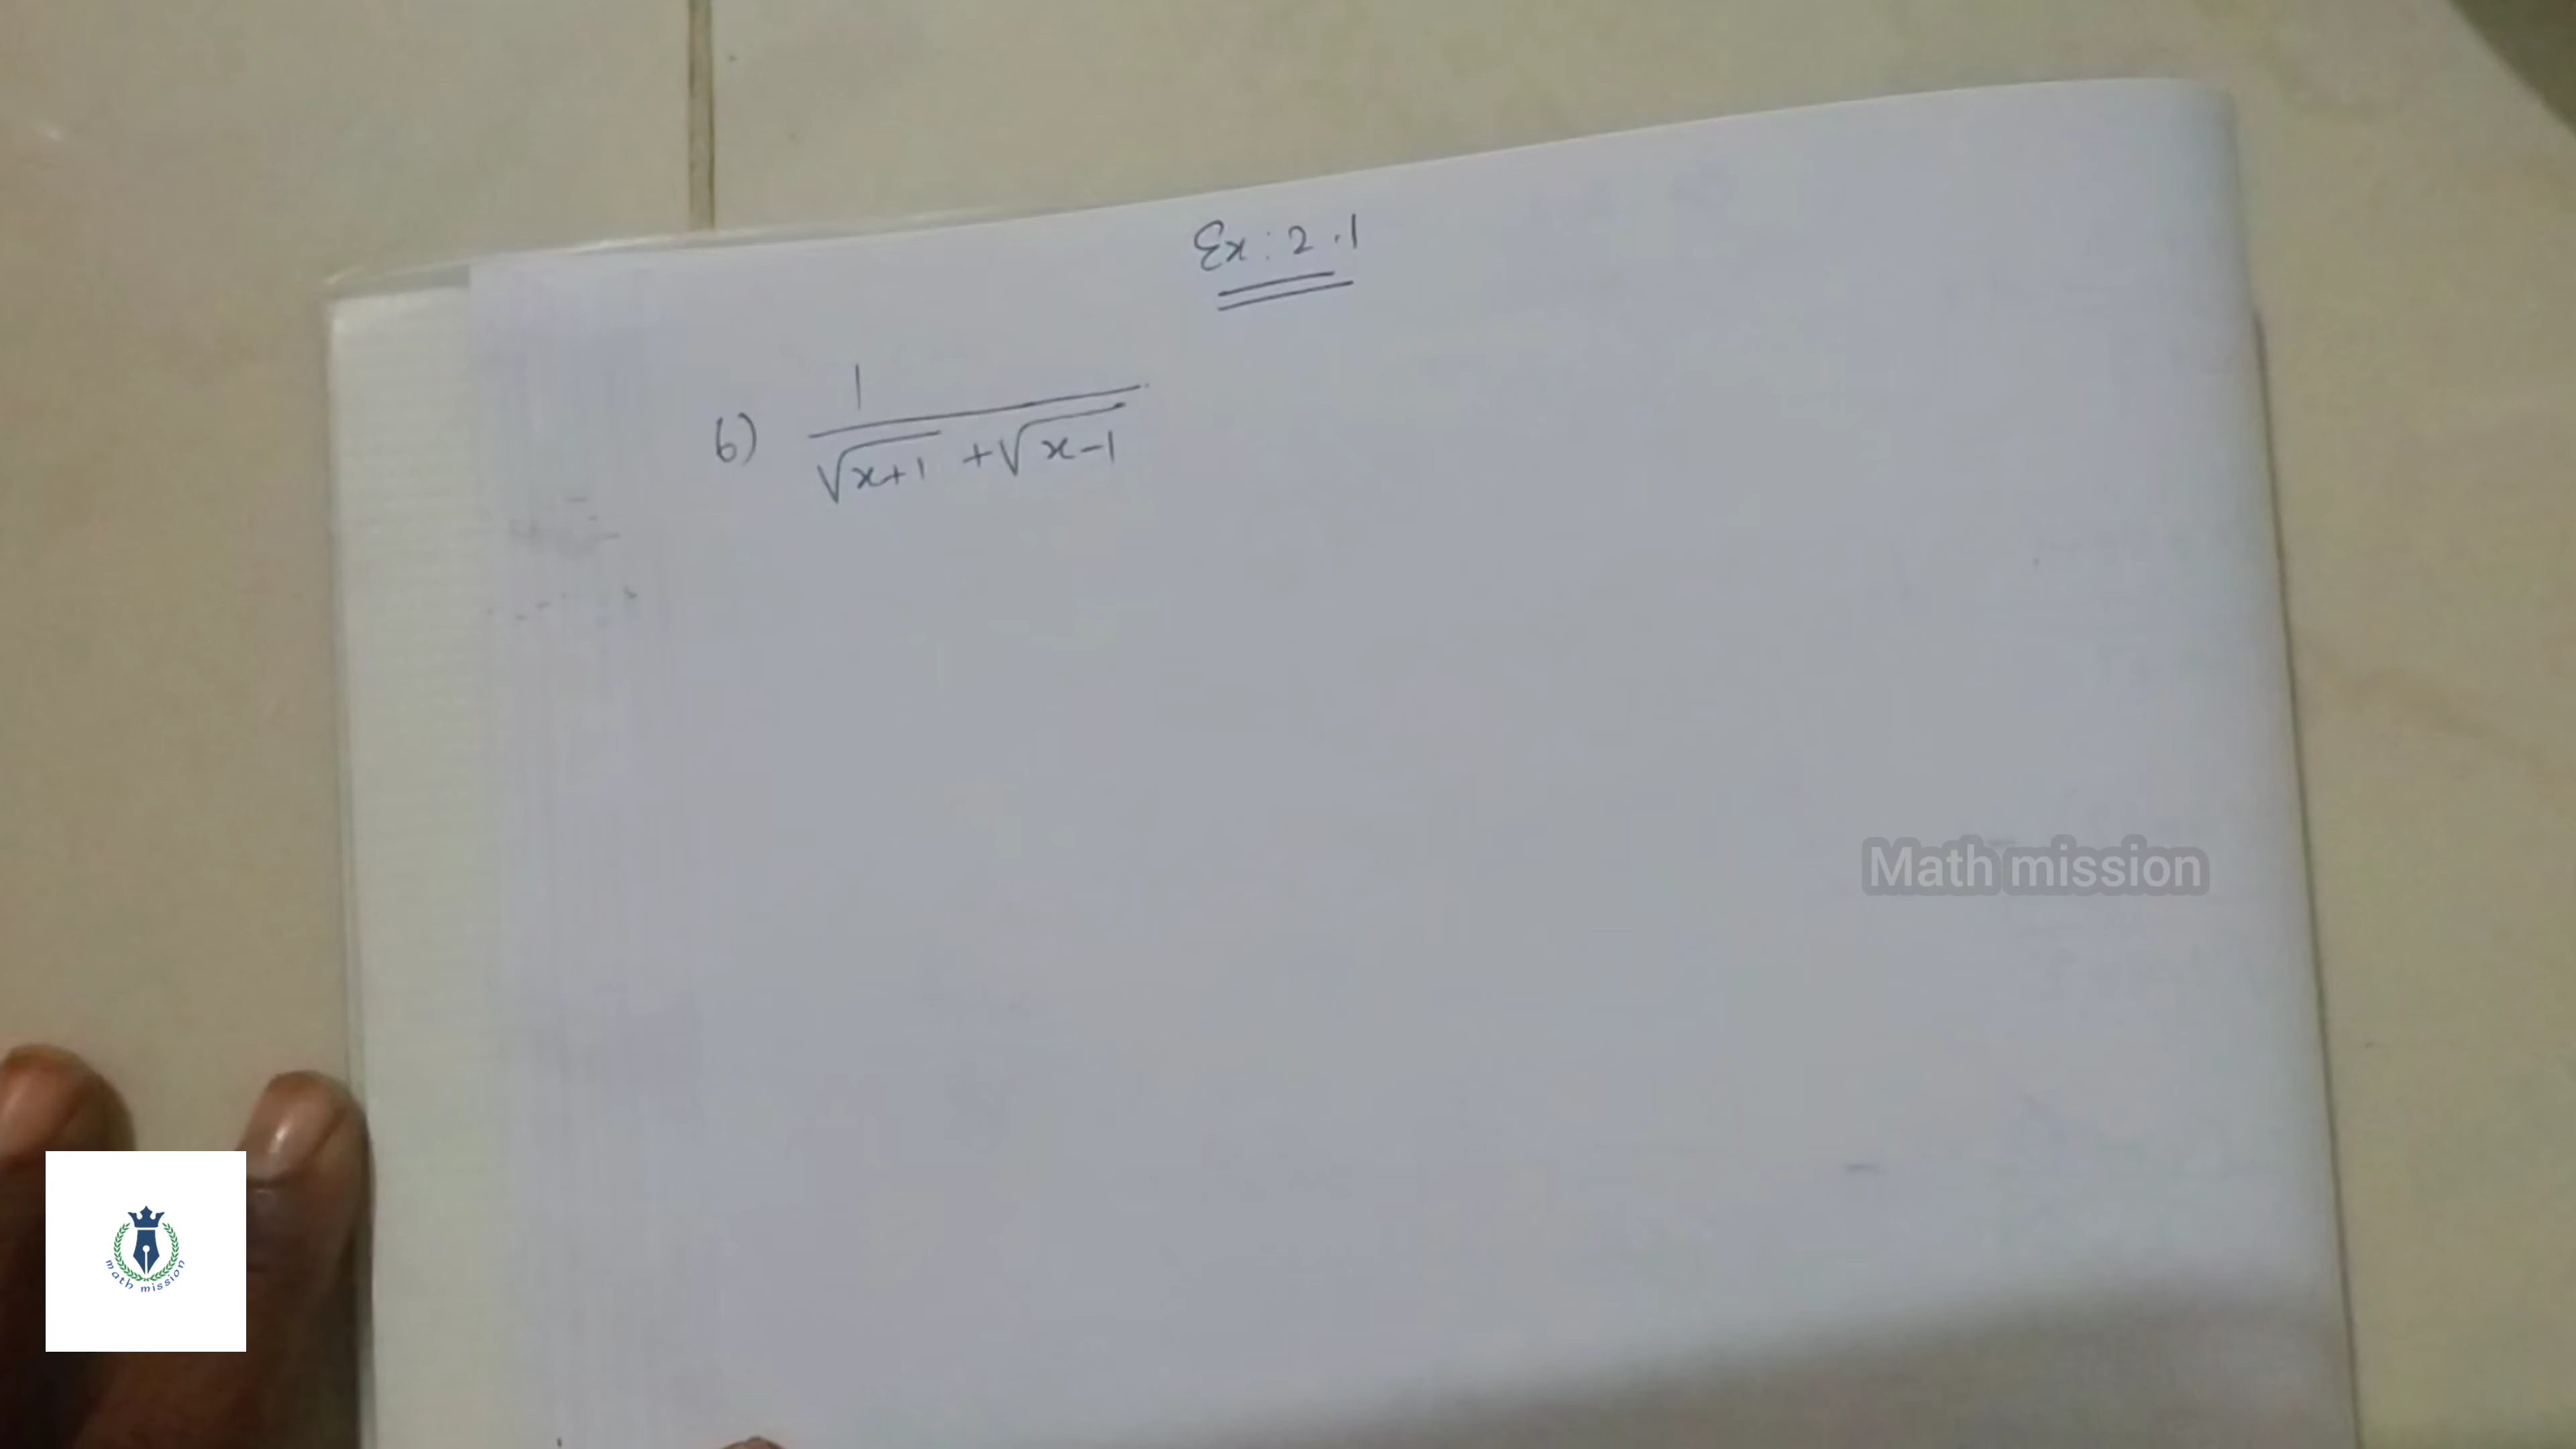 Ex: 2.1
6) 1 / √x+1 + √x-1
Math mission
math mission